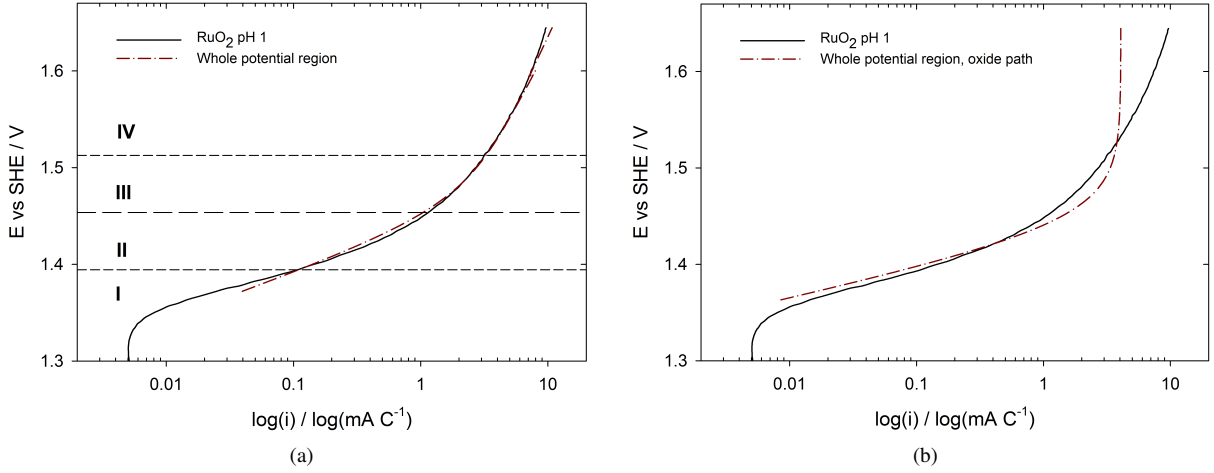 RuO2 pH 1
Whole potential region
E vs SHE / V
1.6
1.5
1.4
1.3
IV
III
II
I
0.01 0.1 1 10
log(i) / log(mA C-1)
(a)
RuO2 pH 1
Whole potential region, oxide path
E vs SHE / V
1.6
1.5
1.4
1.3
0.01 0.1 1 10
log(i) / log(mA C-1)
(b)